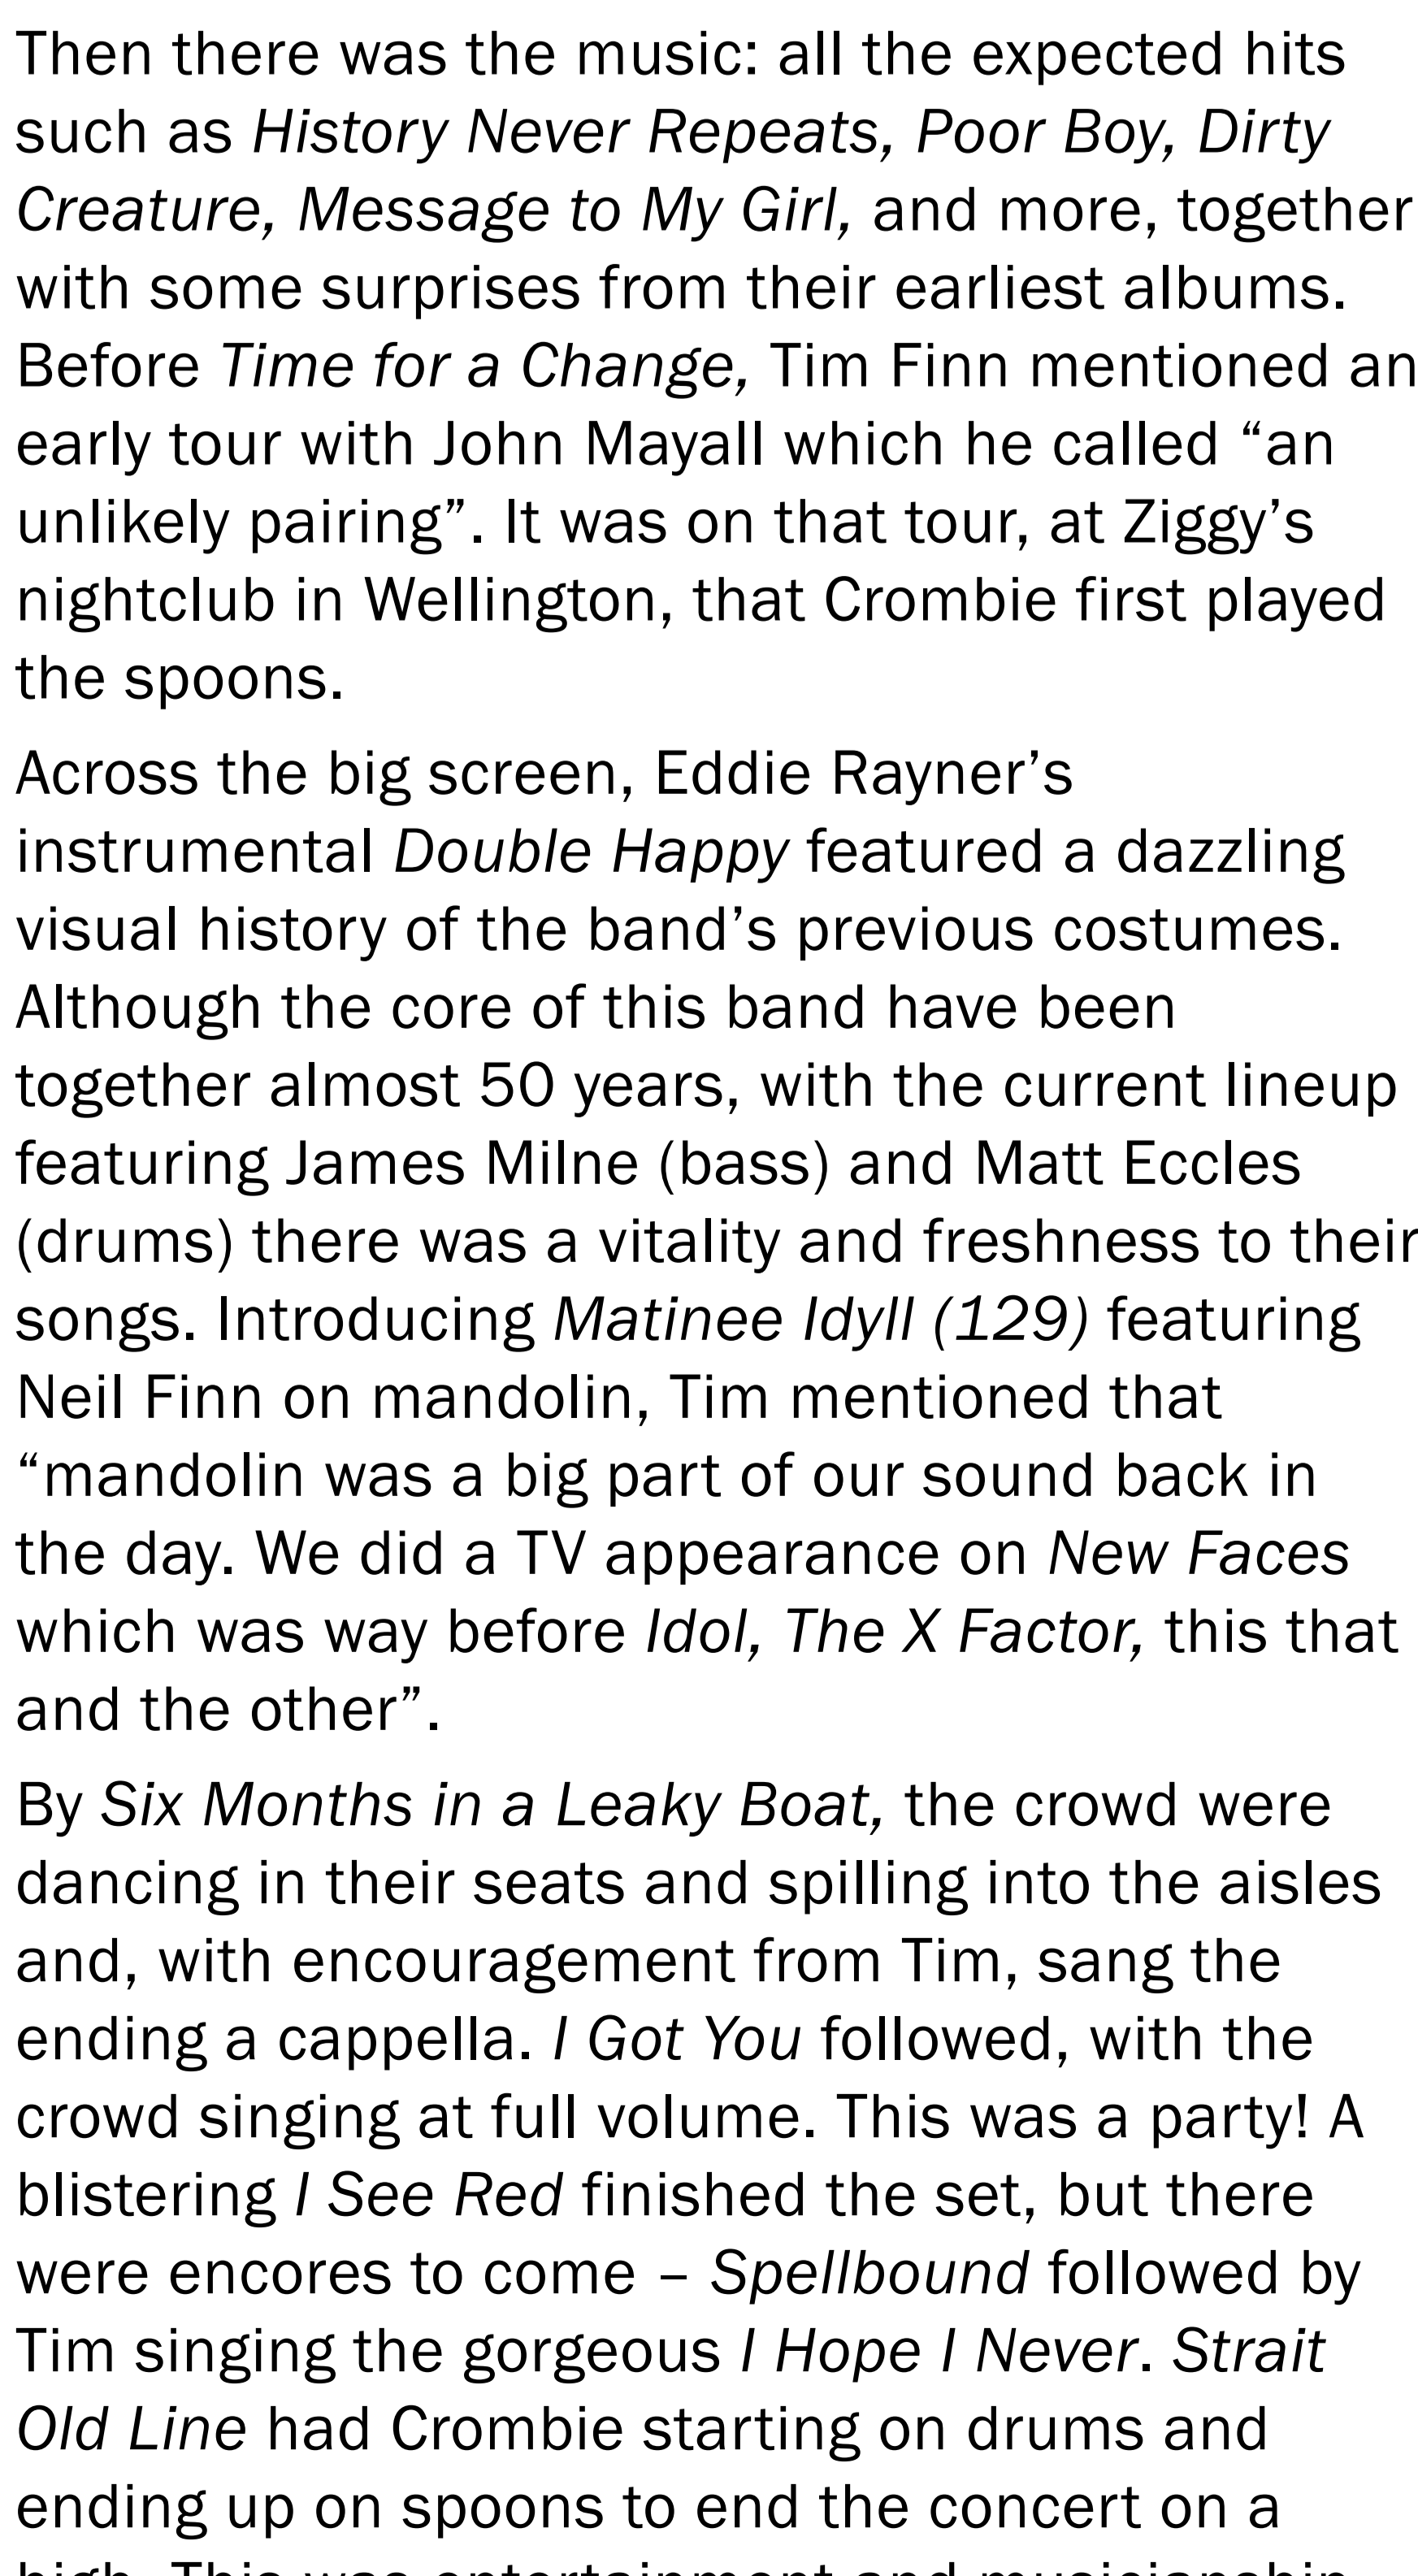 Then there was the music: all the expected hits
such as History Never Repeats, Poor Boy, Dirty
Creature, Message to My Girl, and more, together
with some surprises from their earliest albums.
Before Time for a Change, Tim Finn mentioned an
early tour with John Mayall which he called “an
unlikely pairing”. It was on that tour, at Ziggy’s
nightclub in Wellington, that Crombie first played
the spoons.
Across the big screen, Eddie Rayner’s
instrumental Double Happy featured a dazzling
visual history of the band’s previous costumes.
Although the core of this band have been
together almost 50 years, with the current lineup
featuring James Milne (bass) and Matt Eccles
(drums) there was a vitality and freshness to their
songs. Introducing Matinee Idyll (129) featuring
Neil Finn on mandolin, Tim mentioned that
“mandolin was a big part of our sound back in
the day. We did a TV appearance on New Faces
which was way before Idol, The X Factor, this that
and the other”.
By Six Months in a Leaky Boat, the crowd were
dancing in their seats and spilling into the aisles
and, with encouragement from Tim, sang the
ending a cappella. I Got You followed, with the
crowd singing at full volume. This was a party! A
blistering I See Red finished the set, but there
were encores to come – Spellbound followed by
Tim singing the gorgeous I Hope I Never. Strait
Old Line had Crombie starting on drums and
ending up on spoons to end the concert on a
high. This was entertainment and musicianship